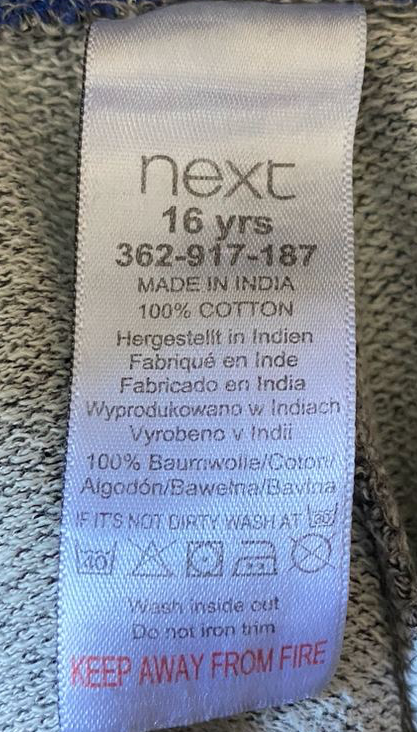 next
16 yrs
362-917-187
MADE IN INDIA
100% COTTON
Hergestellt in Indien
Fabriqué en Inde
Fabricado en India
Wyprodukowano w Indiach
Vyrobeno v Indii
100% Baumwolle/Coton/
Algodón/Bawełna/Bavlna
IF IT'S NOT DIRTY WASH AT 30°
40°
Wash inside out
Do not iron trim
KEEP AWAY FROM FIRE